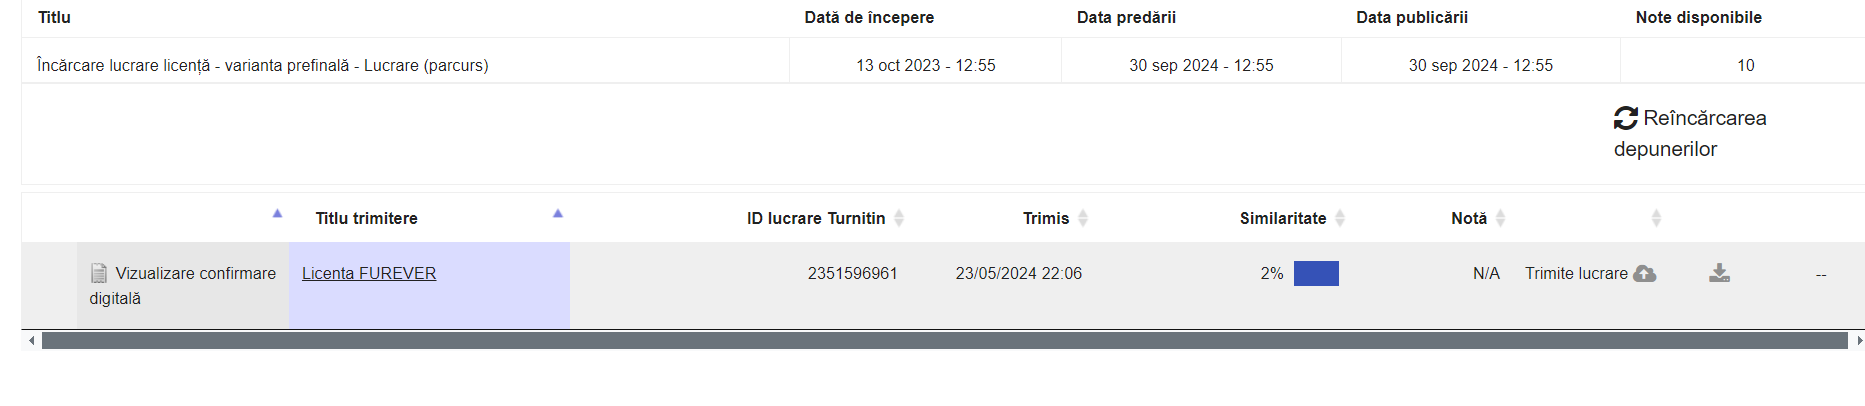 Titlu Dată de începere Data predării Data publicării Note disponibile
Încărcare lucrare licență - varianta prefinală - Lucrare (parcurs) 13 oct 2023 - 12:55 30 sep 2024 - 12:55 30 sep 2024 - 12:55 10
Reîncărcarea
depunerilor
Titlu trimitere ID lucrare Turnitin Trimis Similaritate Notă
Vizualizare confirmare Licenta FUREVER 2351596961 23/05/2024 22:06 2% N/A Trimite lucrare --
digitală